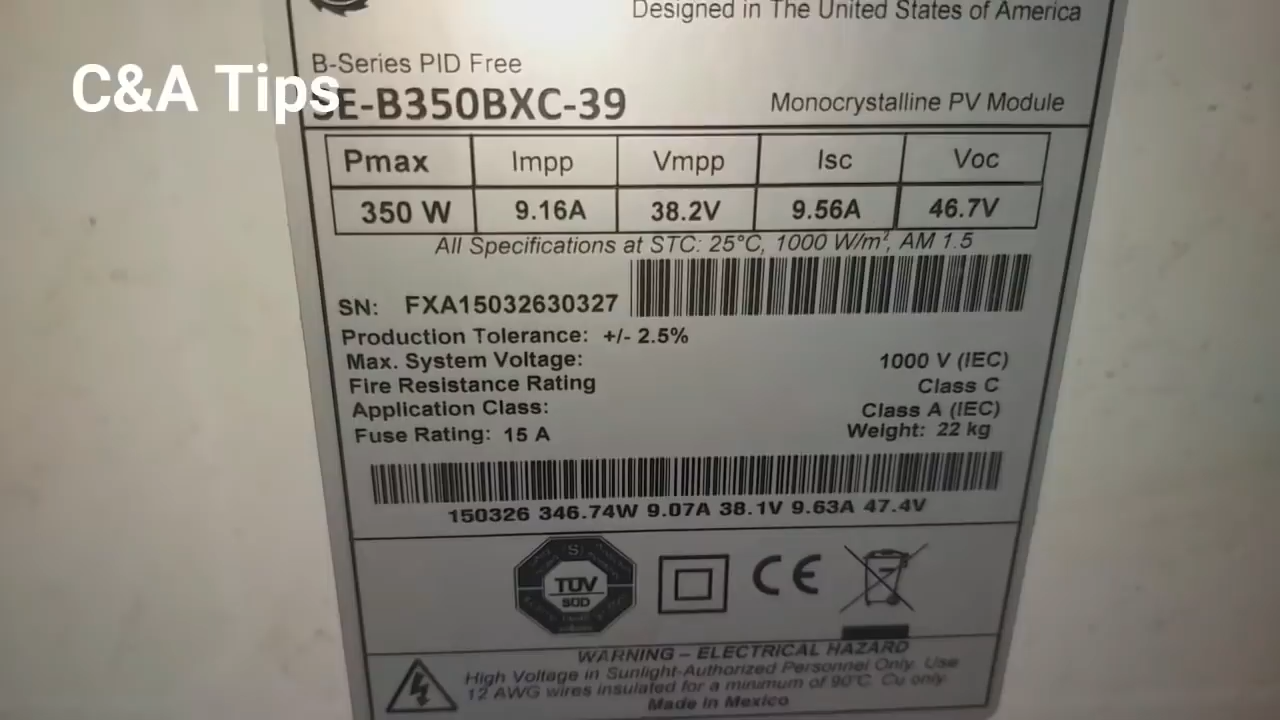 Designed in The United States of America
B-Series PID Free
C&A Tips
SE-B350BXC-39 Monocrystalline PV Module
Pmax Impp Vmpp Isc Voc
350 W 9.16A 38.2V 9.56A 46.7V
All Specifications at STC: 25°C, 1000 W/m², AM 1.5
SN: FXA15032630327
Production Tolerance: +/- 2.5%
Max. System Voltage: 1000 V (IEC)
Fire Resistance Rating Class C
Application Class: Class A (IEC)
Fuse Rating: 15 A Weight: 22 kg
150326 346.74W 9.07A 38.1V 9.63A 47.4V
TÜV
SÜD
CE
WARNING – ELECTRICAL HAZARD
High Voltage in Sunlight-Authorized Personnel Only. Use
12 AWG wires insulated for a minimum of 90°C. Cu only.
Made in Mexico